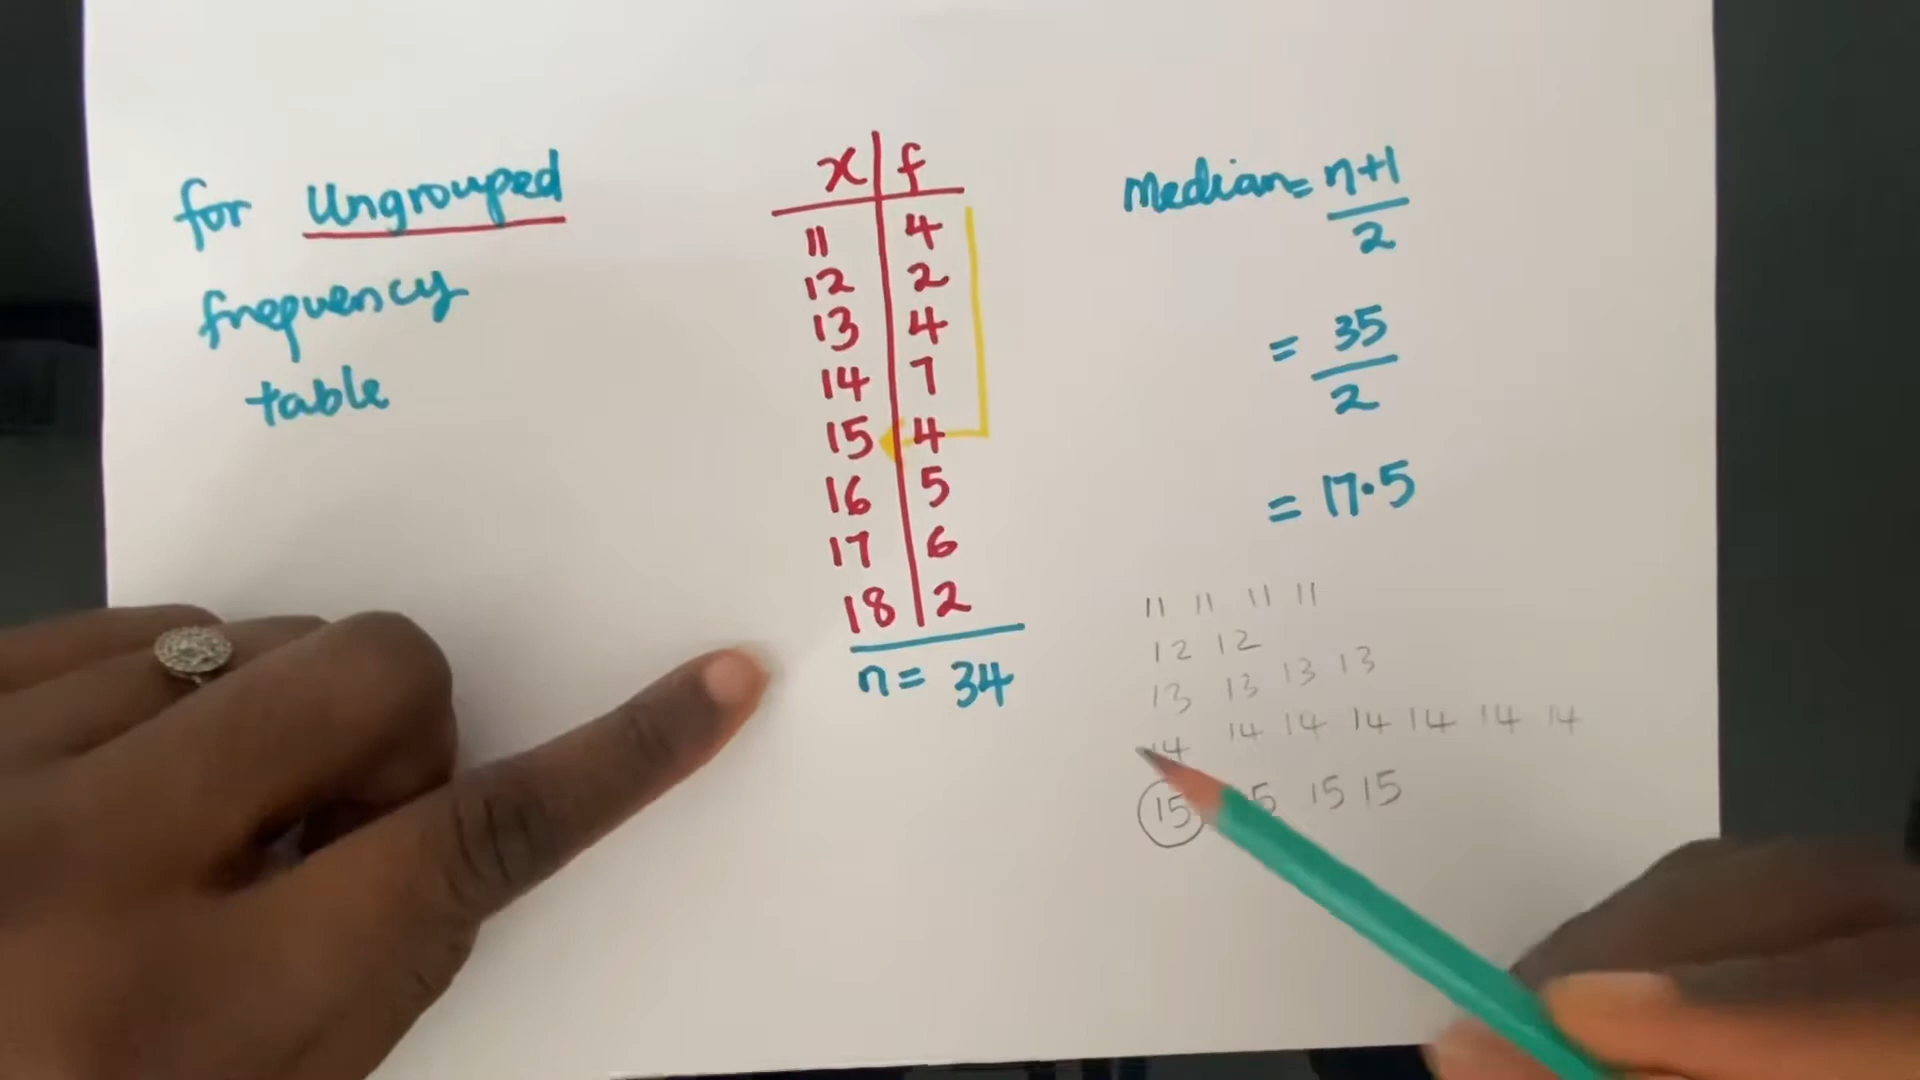 for Ungrouped
frequency
table
x f
11 4
12 2
13 4
14 7
15 4
16 5
17 6
18 2
n = 34
Median = n+1
2
= 35
2
= 17.5
11 11 11 11
12 12
13 13 13 13
14 14 14 14 14 14 14
15 15 15